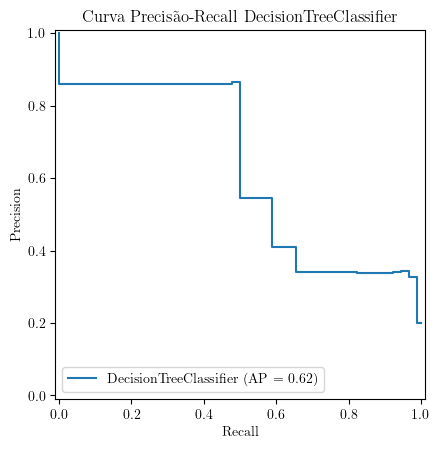 Curva Precisão-Recall DecisionTreeClassifier
1.0
0.8
0.6
0.4
0.2
0.0
Precision
DecisionTreeClassifier (AP = 0.62)
0.0 0.2 0.4 0.6 0.8 1.0
Recall